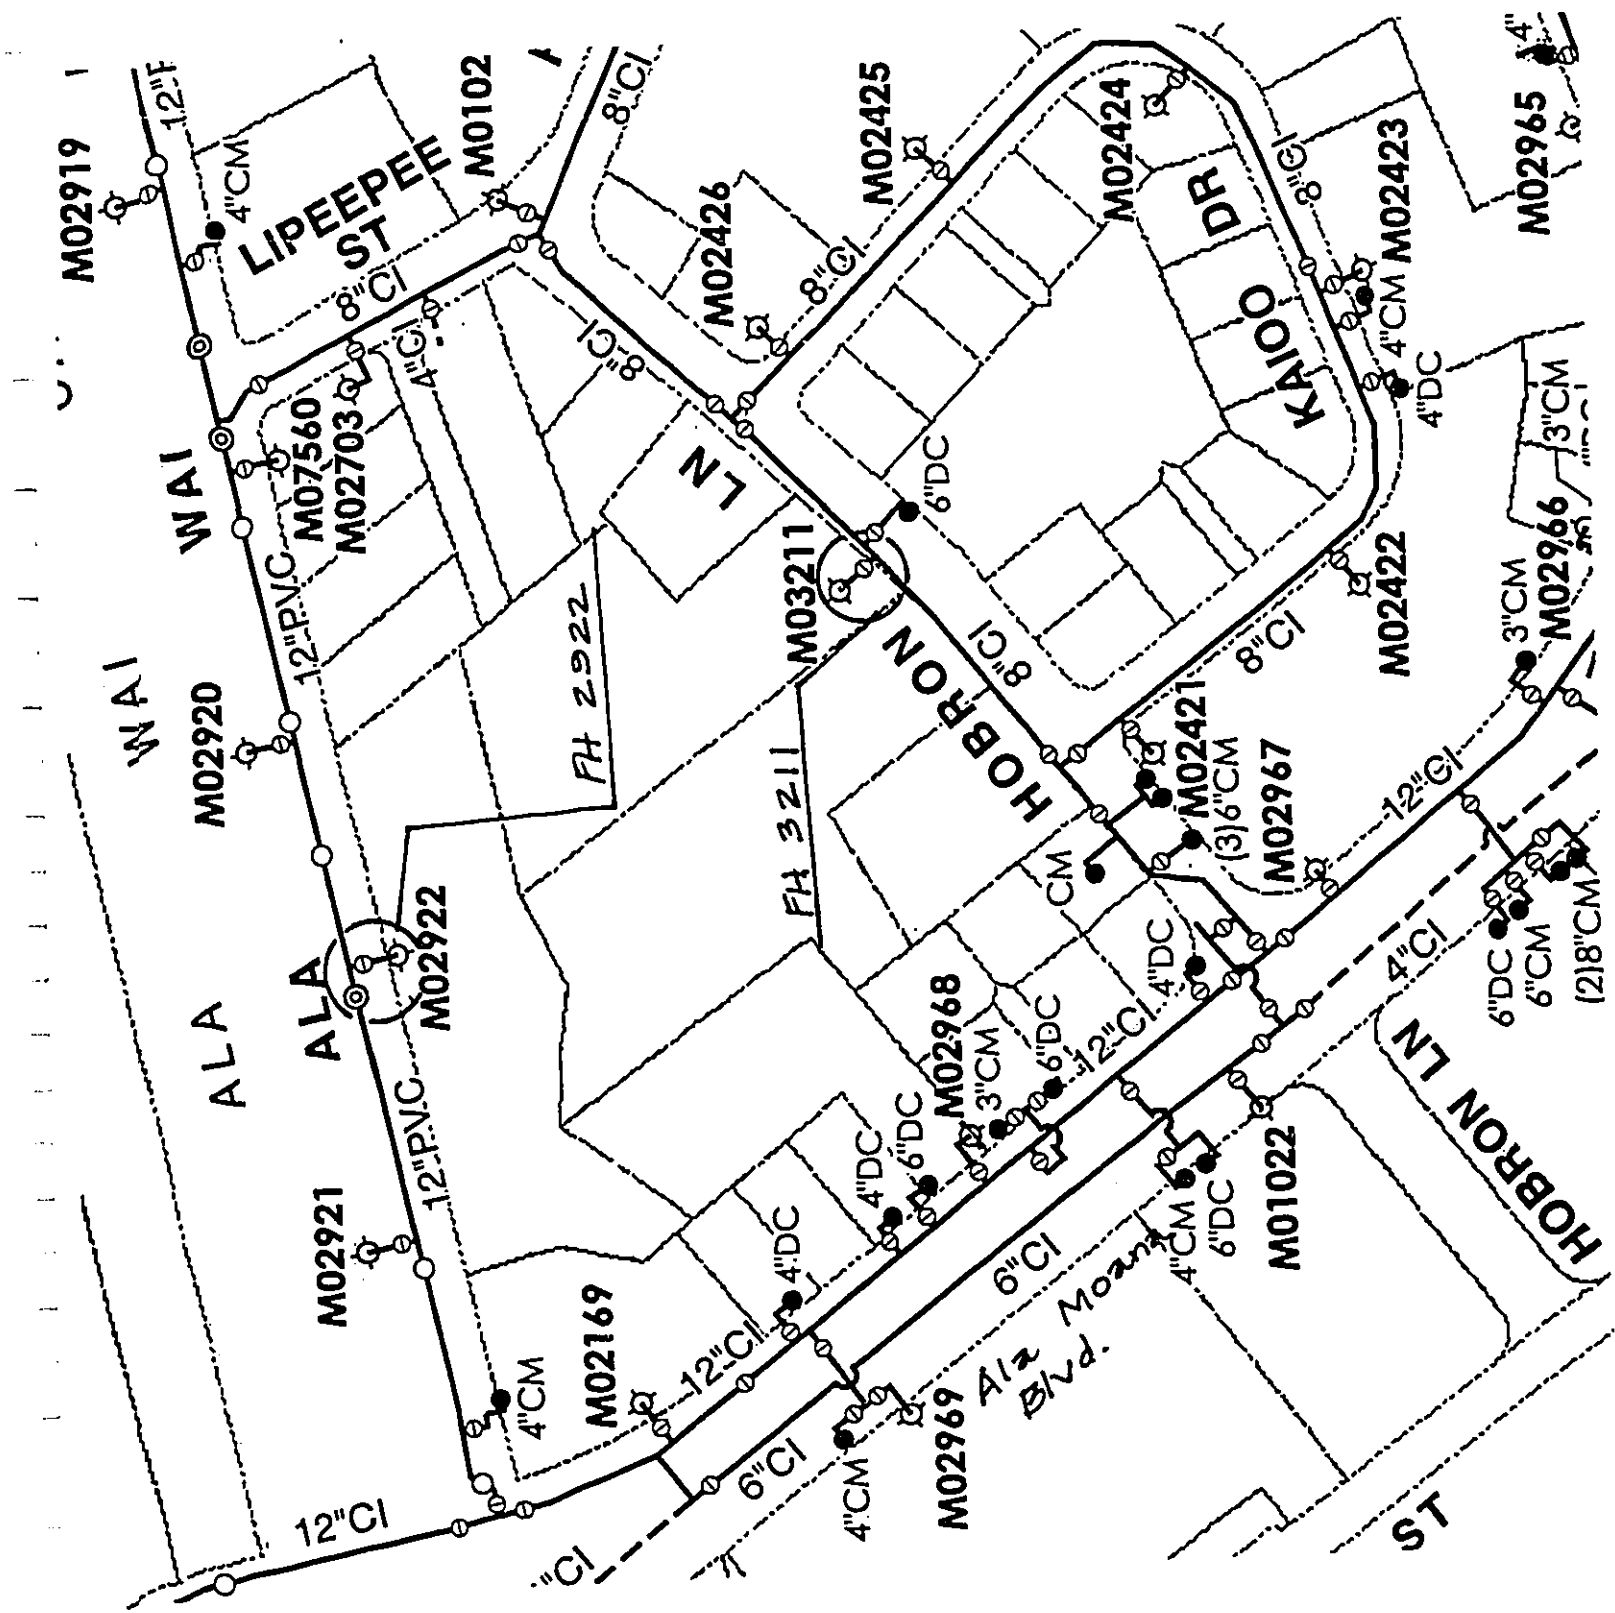 M02919
12"P
4"CM
LIPEEPEE
ST
M0102
8"CI
M02425
M02424
M02965
4"
M02426
8"CI
8"CI
4"CI
8"CI
DR
8"CI
M02423
4"CM
WAI
M07560
M02703
8"CI
KAIOO
4"DC
3"CM
LN
6"DC
WAI
12"P.V.C
FH 2922
M03211
M02422
3"CM
M02966
M02920
HOBRON
8"CI
8"CI
M02421
(3)6"CM
M02967
FH 3211
CM
12"CI
ALA
M02922
4"DC
6"DC
6"CM
(2)8"CM
4"CI
ALA
M02968
3"CM
6"DC
12"CI
HOBRON LN
12"P.V.C
4"DC
6"DC
M01022
M02921
4"DC
6"CI
4"CM
6"DC
Ala Moana
Blvd.
M02169
12"CI
4"CM
6"CI
4"CM
M02969
12"CI
"CI
ST